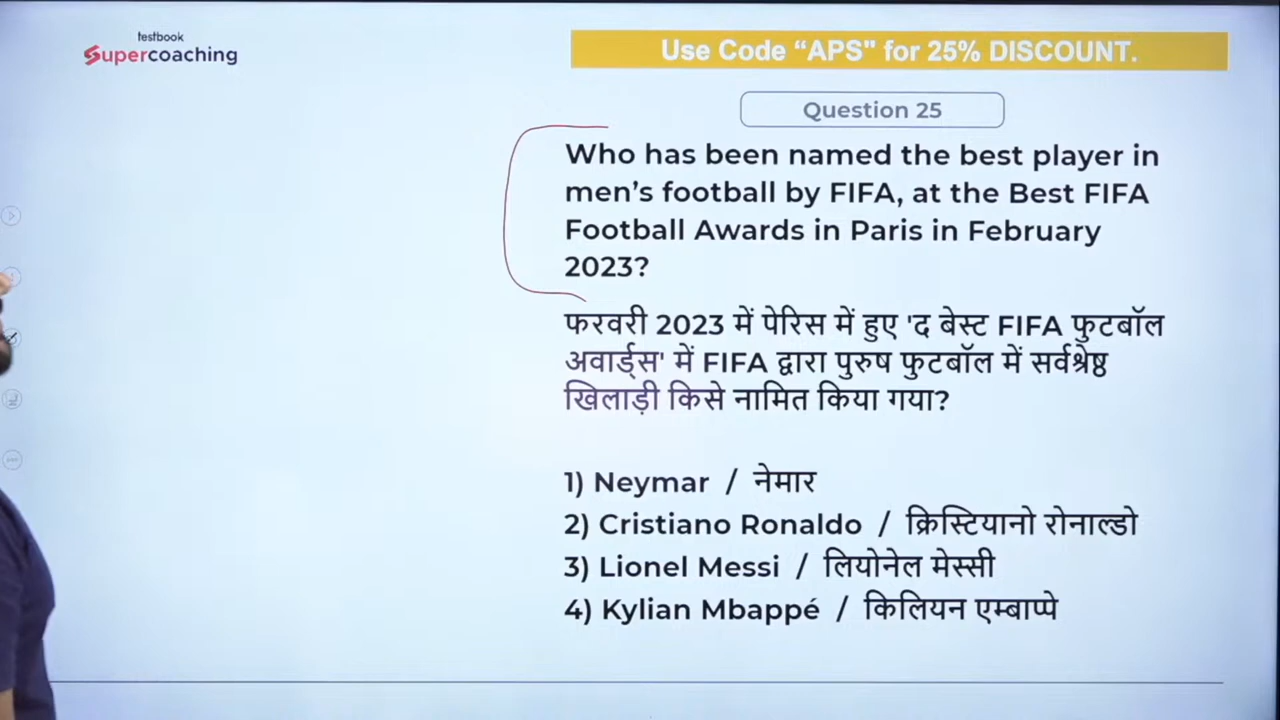 testbook
Supercoaching
Use Code “APS" for 25% DISCOUNT.
Question 25
Who has been named the best player in
men’s football by FIFA, at the Best FIFA
Football Awards in Paris in February
2023?
फरवरी 2023 में पेरिस में हुए 'द बेस्ट FIFA फुटबॉल
अवार्ड्स' में FIFA द्वारा पुरुष फुटबॉल में सर्वश्रेष्ठ
खिलाड़ी किसे नामित किया गया?
1) Neymar / नेमार
2) Cristiano Ronaldo / क्रिस्टियानो रोनाल्डो
3) Lionel Messi / लियोनेल मेस्सी
4) Kylian Mbappé / किलियन एम्बाप्पे